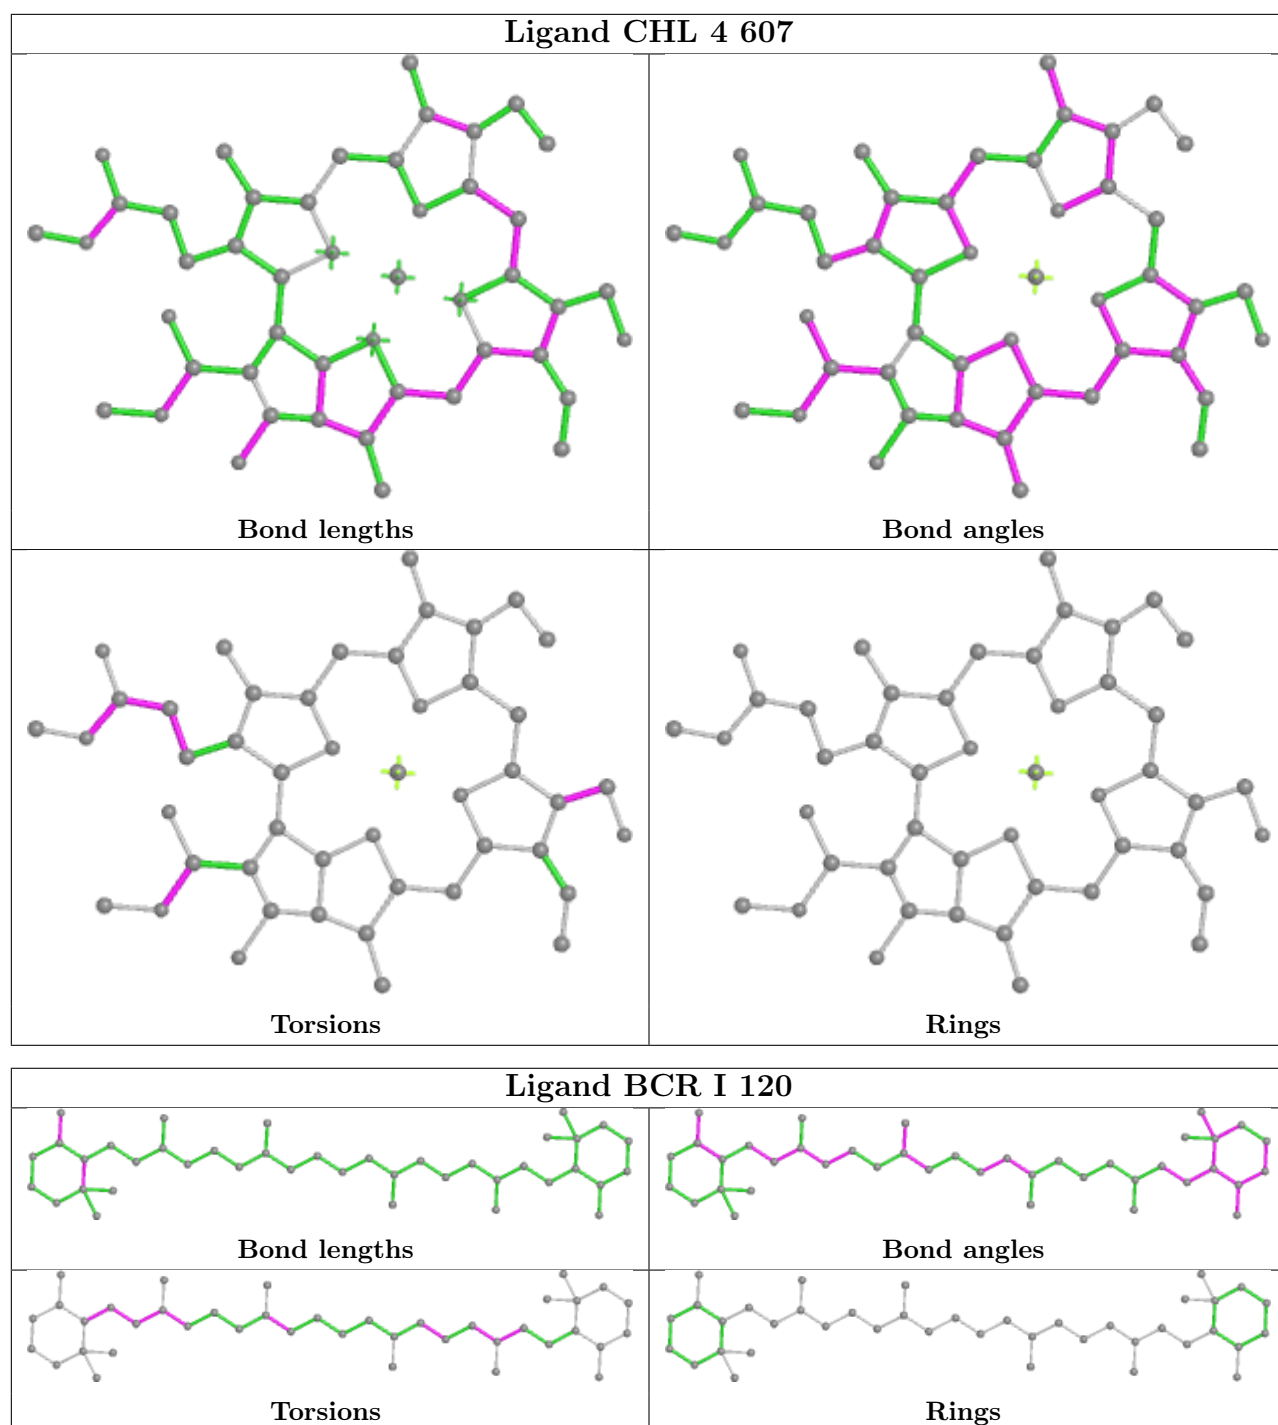 Ligand CHL 4 607
Bond lengths
Bond angles
Torsions
Rings
Ligand BCR I 120
Bond lengths
Bond angles
Torsions
Rings